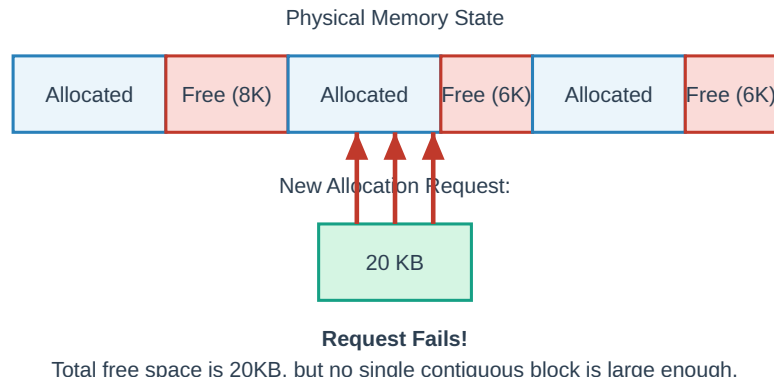 Physical Memory State
Allocated Free (8K) Allocated Free (6K) Allocated Free (6K)
New Allocation Request:
20 KB
Request Fails!
Total free space is 20KB, but no single contiguous block is large enough.